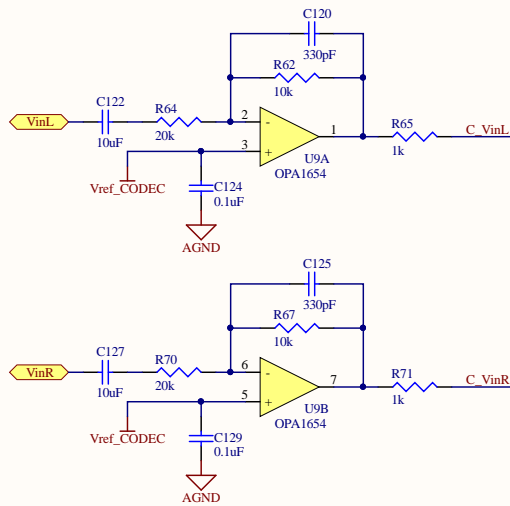 C120
330pF
R62
10k
C122
R64
VinL
10uF
20k
2
-
1
R65
C_VinL
3
+
1k
U9A
OPA1654
Vref_CODEC
C124
0.1uF
AGND
C125
330pF
R67
10k
C127
R70
VinR
10uF
20k
6
-
7
R71
C_VinR
5
+
1k
U9B
OPA1654
Vref_CODEC
C129
0.1uF
AGND